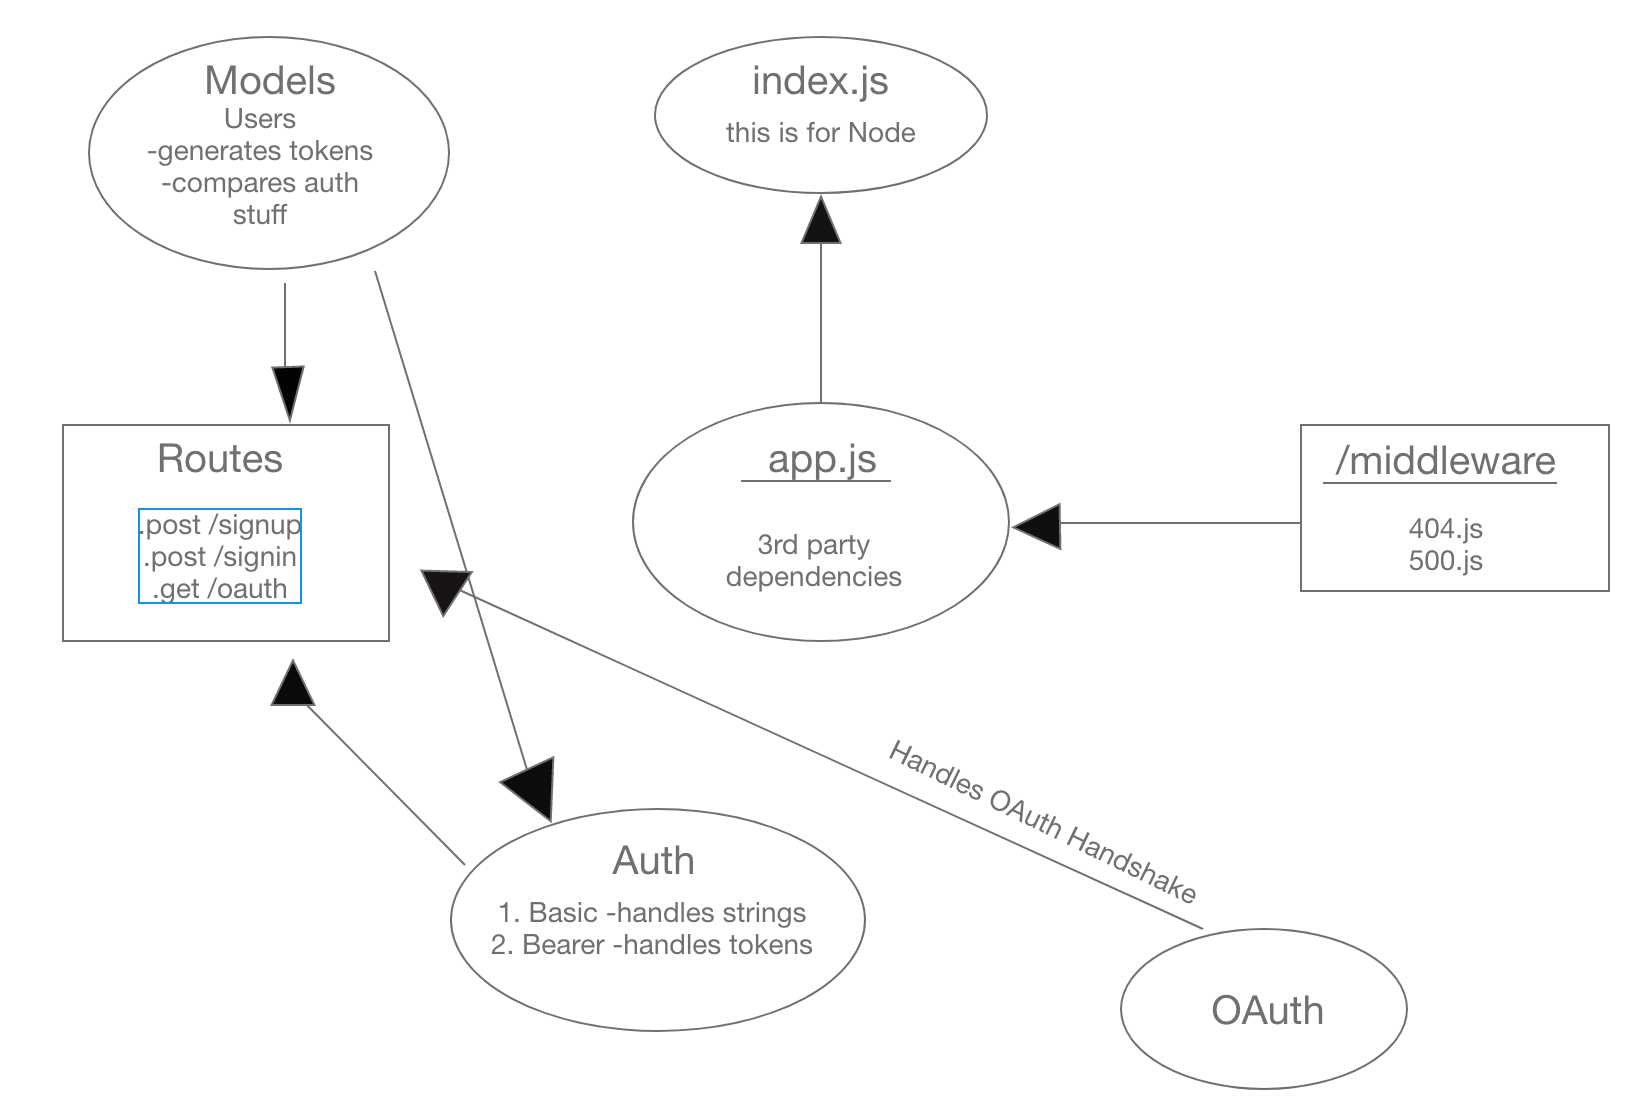 Models
Users
-generates tokens
-compares auth
stuff
index.js
this is for Node
Routes
.post /signup
.post /signin
.get /oauth
app.js
3rd party
dependencies
/middleware
404.js
500.js
Handles OAuth Handshake
Auth
1. Basic -handles strings
2. Bearer -handles tokens
OAuth